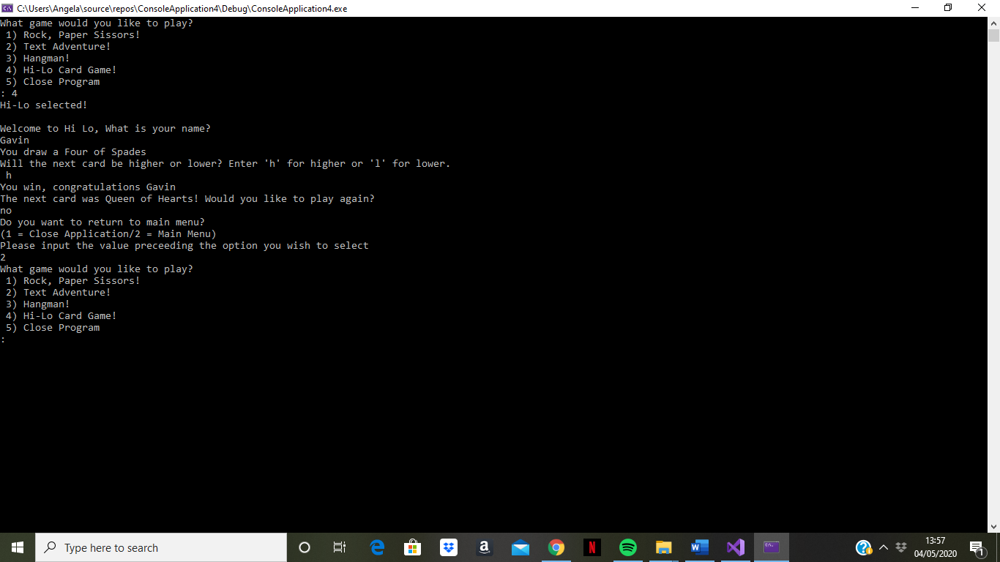 C:\Users\Angela\source\repos\ConsoleApplication4\Debug\ConsoleApplication4.exe
What game would you like to play?
1) Rock, Paper Sissors!
2) Text Adventure!
3) Hangman!
4) Hi-Lo Card Game!
5) Close Program
: 4
Hi-Lo selected!
Welcome to Hi Lo, What is your name?
Gavin
You draw a Four of Spades
Will the next card be higher or lower? Enter 'h' for higher or 'l' for lower.
h
You win, congratulations Gavin
The next card was Queen of Hearts! Would you like to play again?
no
Do you want to return to main menu?
(1 = Close Application/2 = Main Menu)
Please input the value preceeding the option you wish to select
2
What game would you like to play?
1) Rock, Paper Sissors!
2) Text Adventure!
3) Hangman!
4) Hi-Lo Card Game!
5) Close Program
:
Type here to search
13:57
04/05/2020
1